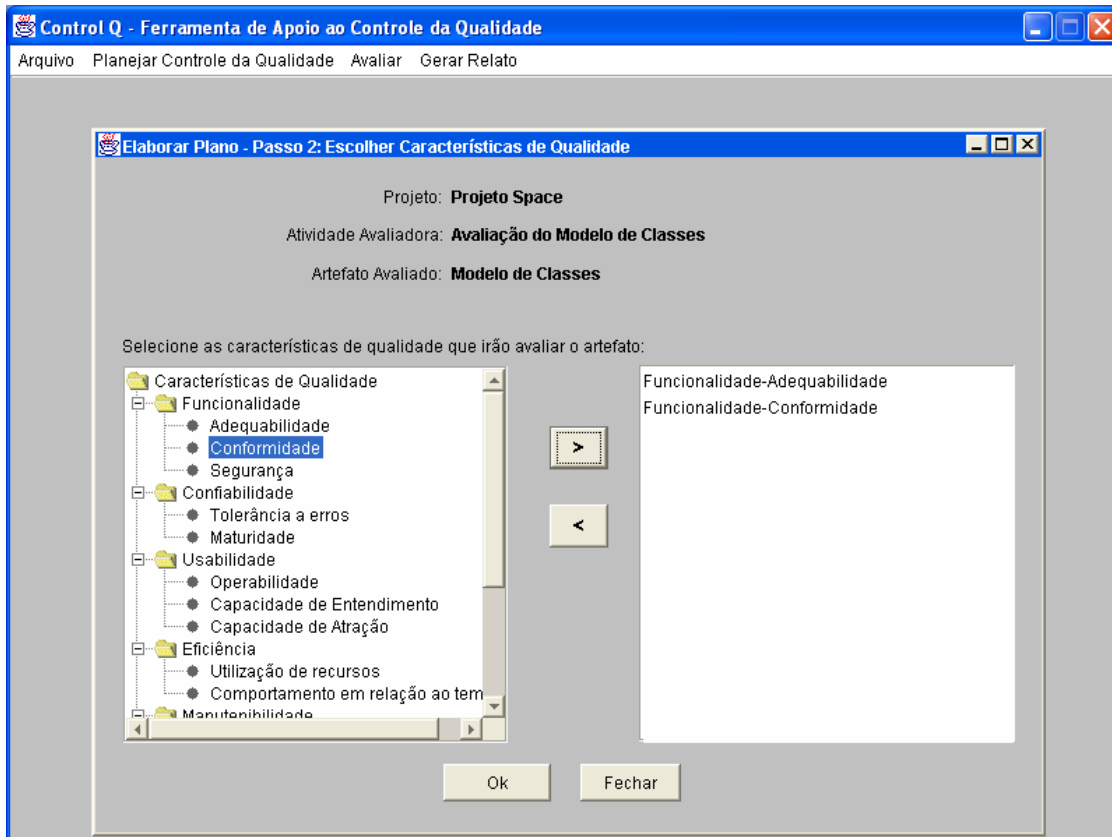 Control Q - Ferramenta de Apoio ao Controle da Qualidade
Arquivo Planejar Controle da Qualidade Avaliar Gerar Relato
Elaborar Plano - Passo 2: Escolher Características de Qualidade
Projeto: Projeto Space
Atividade Avaliadora: Avaliação do Modelo de Classes
Artefato Avaliado: Modelo de Classes
Selecione as características de qualidade que irão avaliar o artefato:
Características de Qualidade
Funcionalidade
Adequabilidade
Conformidade
Segurança
Confiabilidade
Tolerância a erros
Maturidade
Usabilidade
Operabilidade
Capacidade de Entendimento
Capacidade de Atração
Eficiência
Utilização de recursos
Comportamento em relação ao tem
Manutenibilidade
>
<
Funcionalidade-Adequabilidade
Funcionalidade-Conformidade
Ok Fechar